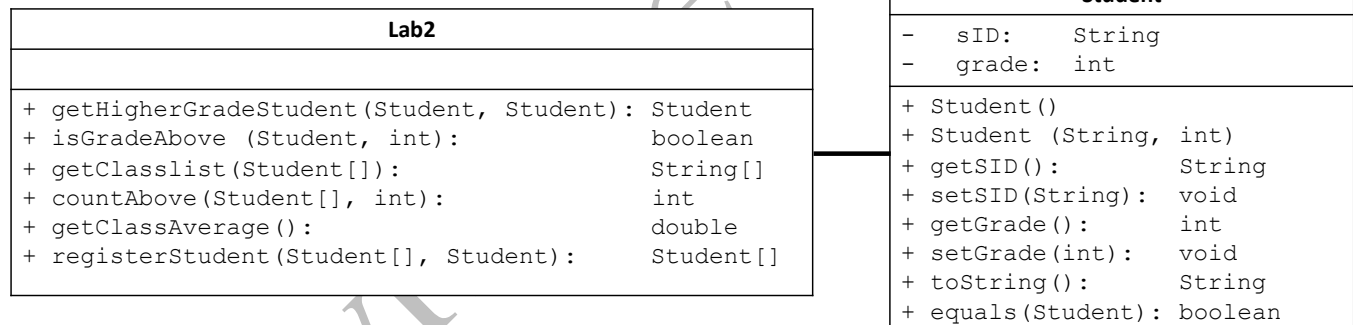 Student
Lab2
- sID: String
- grade: int
+ getHigherGradeStudent(Student, Student): Student
+ isGradeAbove (Student, int): boolean
+ getClasslist(Student[]): String[]
+ countAbove(Student[], int): int
+ getClassAverage(): double
+ registerStudent(Student[], Student): Student[]
+ Student()
+ Student (String, int)
+ getSID(): String
+ setSID(String): void
+ getGrade(): int
+ setGrade(int): void
+ toString(): String
+ equals(Student): boolean